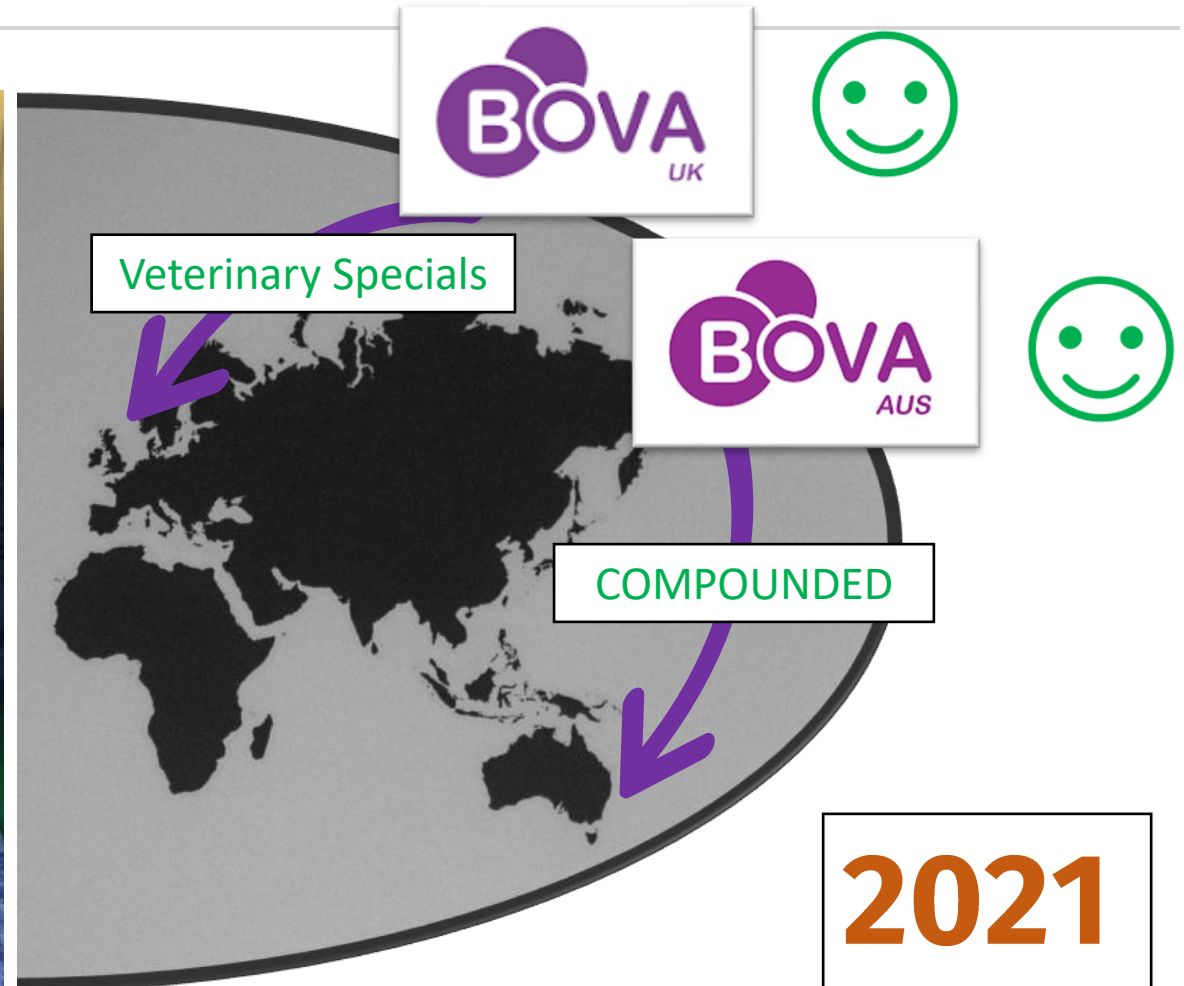 BOVA
UK
Veterinary Specials
BOVA
AUS
COMPOUNDED
2021